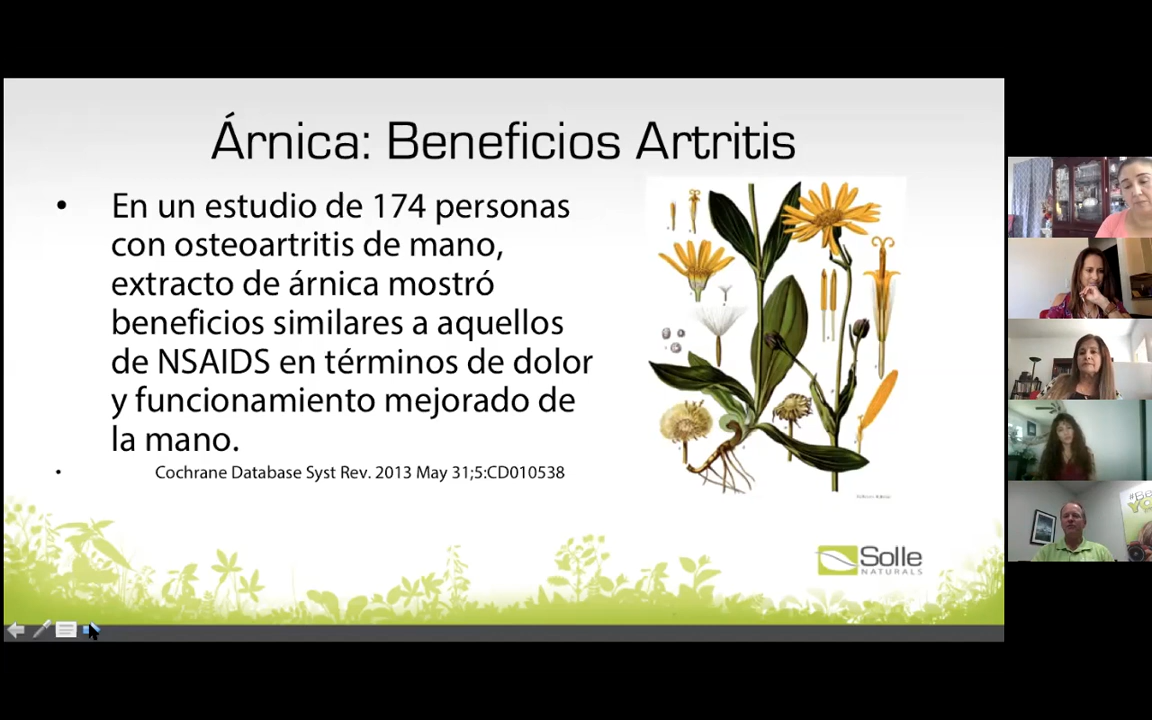 Árnica: Beneficios Artritis
• En un estudio de 174 personas
con osteoartritis de mano,
extracto de árnica mostró
beneficios similares a aquellos
de NSAIDS en términos de dolor
y funcionamiento mejorado de
la mano.
• Cochrane Database Syst Rev. 2013 May 31;5:CD010538
Solle
NATURALS